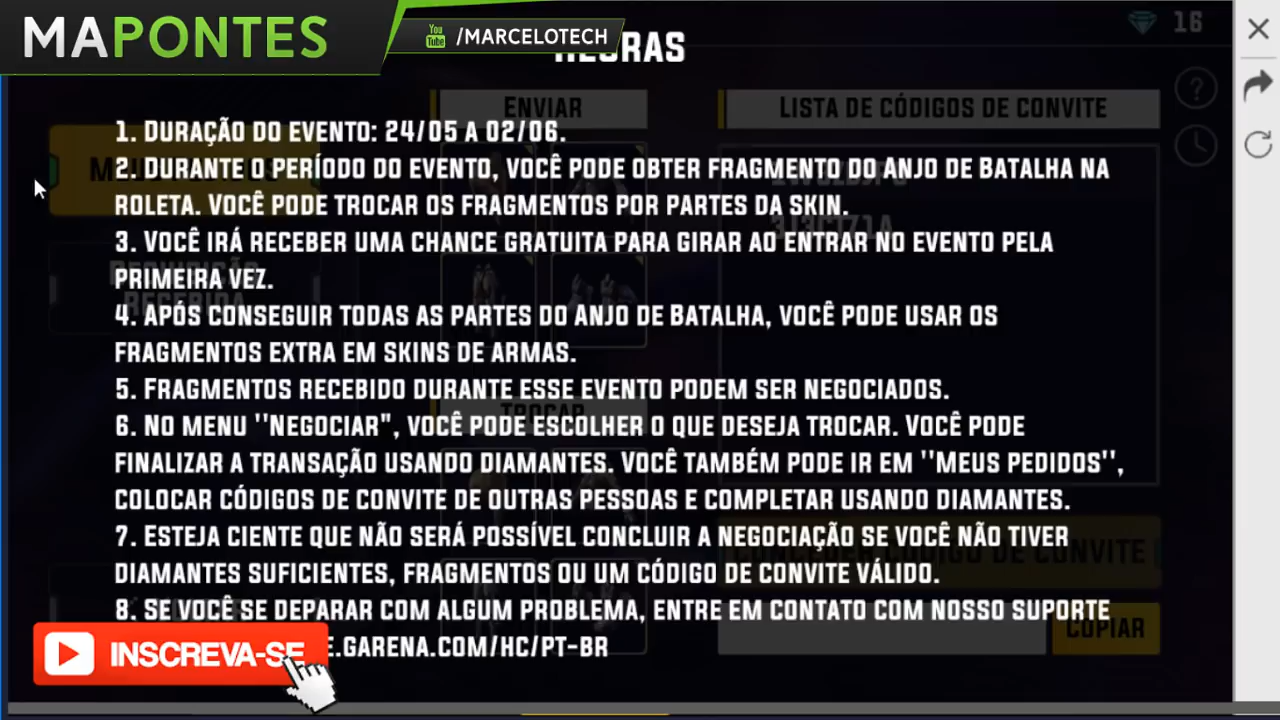 MAPONTES
You Tube /MARCELOTECH
16
ENVIAR
LISTA DE CÓDIGOS DE CONVITE
1. DURAÇÃO DO EVENTO: 24/05 A 02/06.
2. DURANTE O PERÍODO DO EVENTO, VOCÊ PODE OBTER FRAGMENTO DO ANJO DE BATALHA NA
ROLETA. VOCÊ PODE TROCAR OS FRAGMENTOS POR PARTES DA SKIN.
3. VOCÊ IRÁ RECEBER UMA CHANCE GRATUITA PARA GIRAR AO ENTRAR NO EVENTO PELA
PRIMEIRA VEZ.
REQUISIÇÃO
RECEBIDA
4. APÓS CONSEGUIR TODAS AS PARTES DO ANJO DE BATALHA, VOCÊ PODE USAR OS
FRAGMENTOS EXTRA EM SKINS DE ARMAS.
5. FRAGMENTOS RECEBIDO DURANTE ESSE EVENTO PODEM SER NEGOCIADOS.
TROCAR
6. NO MENU ''NEGOCIAR", VOCÊ PODE ESCOLHER O QUE DESEJA TROCAR. VOCÊ PODE
FINALIZAR A TRANSAÇÃO USANDO DIAMANTES. VOCÊ TAMBÉM PODE IR EM ''MEUS PEDIDOS'',
COLOCAR CÓDIGOS DE CONVITE DE OUTRAS PESSOAS E COMPLETAR USANDO DIAMANTES.
7. ESTEJA CIENTE QUE NÃO SERÁ POSSÍVEL CONCLUIR A NEGOCIAÇÃO SE VOCÊ NÃO TIVER
DIAMANTES SUFICIENTES, FRAGMENTOS OU UM CÓDIGO DE CONVITE VÁLIDO.
CÓDIGO DE CONVITE
8. SE VOCÊ SE DEPARAR COM ALGUM PROBLEMA, ENTRE EM CONTATO COM NOSSO SUPORTE
COPIAR
INSCREVA-SE
E.GARENA.COM/HC/PT-BR